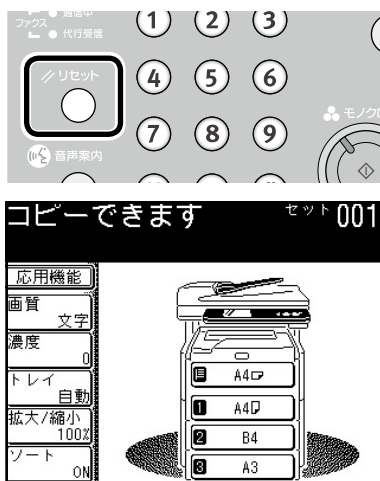 通信中
ファクス
代行受信
1 2 3
リセット
4 5 6
7 8 9
音声案内
コピーできます セット 001
応用機能
画質
文字
濃度
0
トレイ
自動
拡大/縮小
100%
ソート
ON
A4
1 A4
2 B4
3 A3